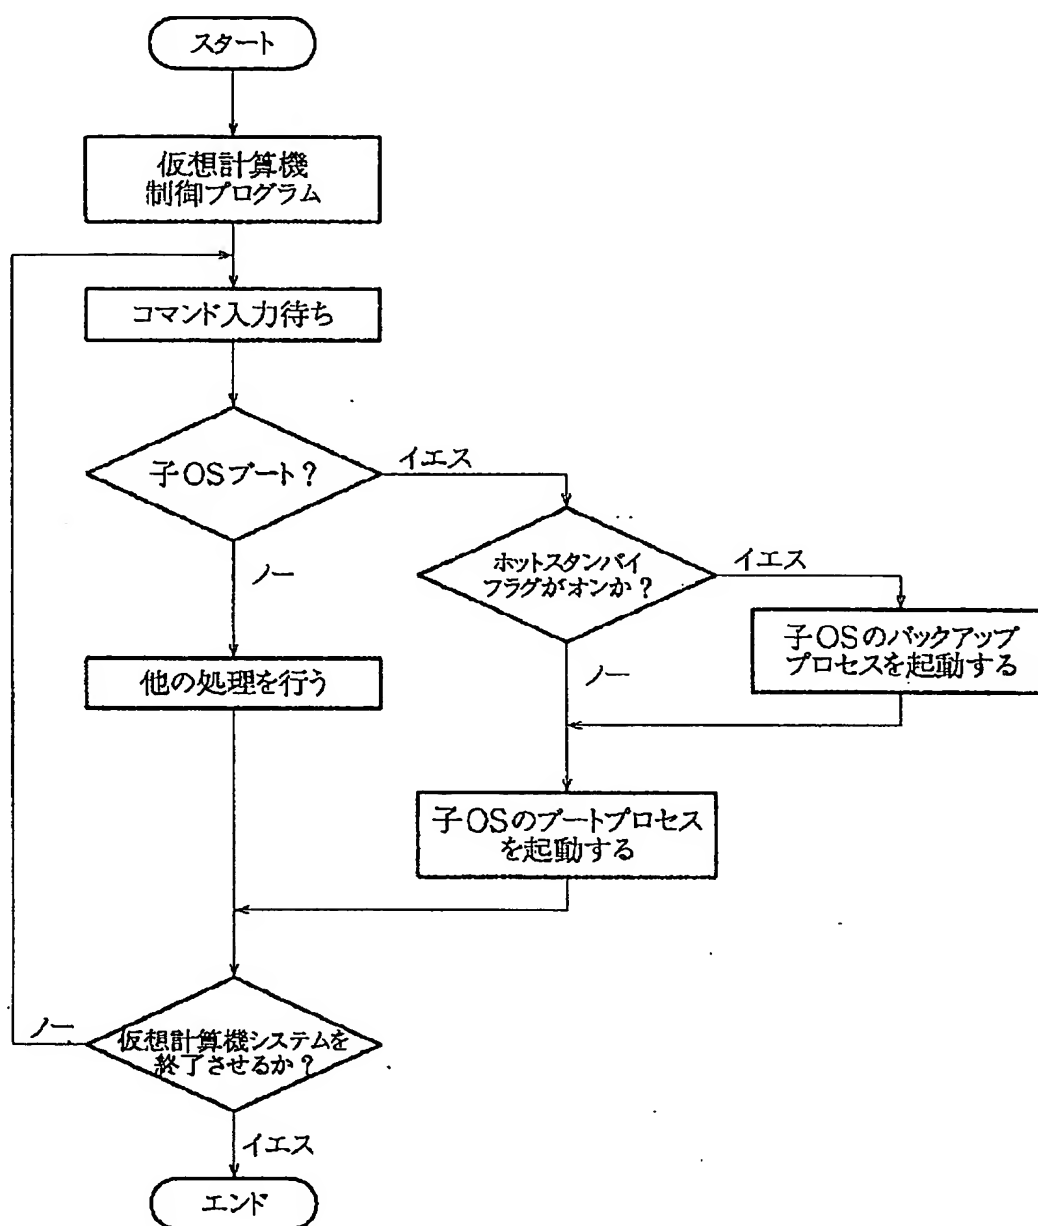 スタート
仮想計算機
制御プログラム
コマンド入力待ち
子OSブート?
イエス
ノー
ホットスタンバイ
フラグがオンか?
イエス
ノー
子OSのバックアップ
プロセスを起動する
他の処理を行う
子OSのブートプロセス
を起動する
仮想計算機システムを
終了させるか?
ノー
イエス
エンド